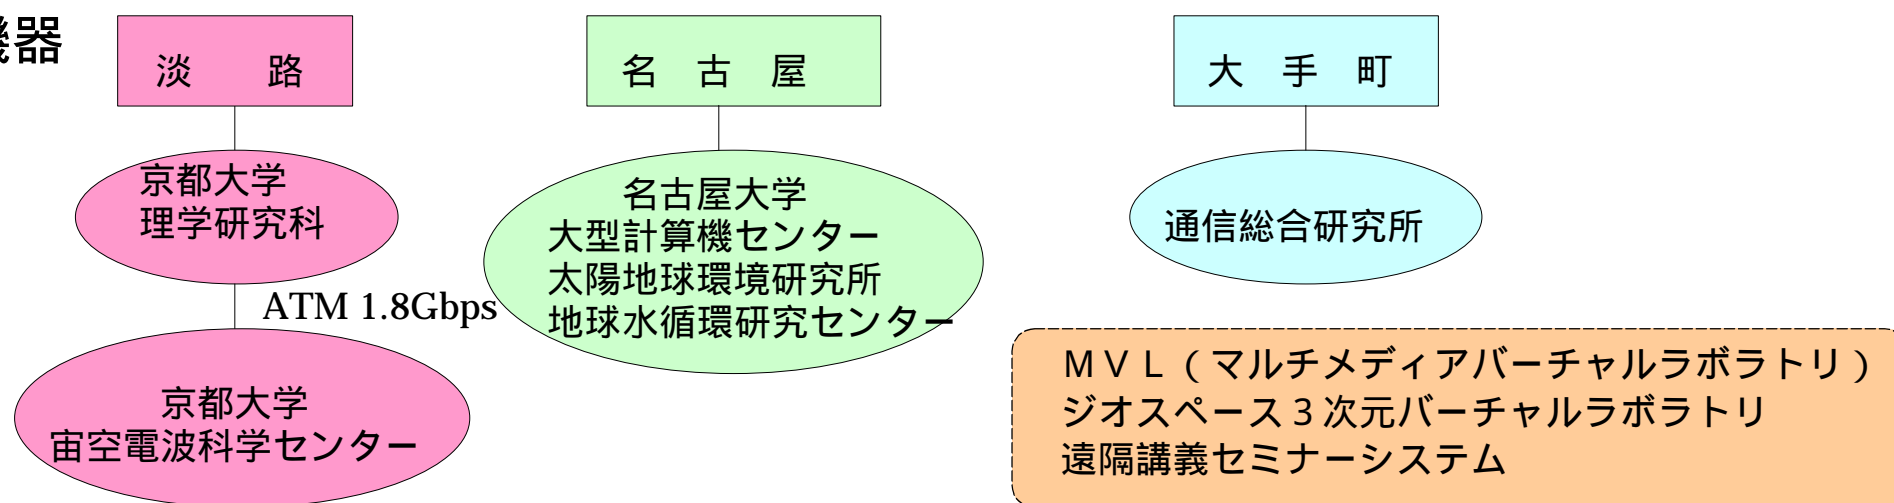 機器
淡　　路
名　古　屋
大　手　町
京都大学
理学研究科
名古屋大学
大型計算機センター
太陽地球環境研究所
地球水循環研究センター
通信総合研究所
ATM 1.8Gbps
京都大学
宙空電波科学センター
ＭＶＬ（マルチメディアバーチャルラボラトリ）
ジオスペース３次元バーチャルラボラトリ
遠隔講義セミナーシステム